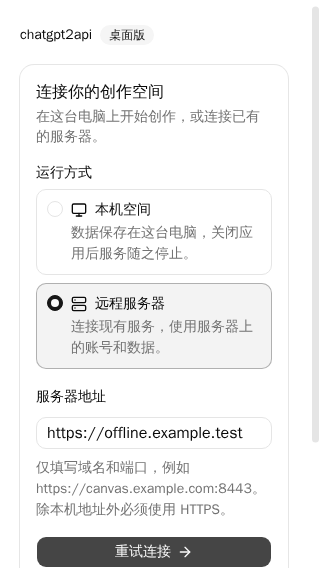 chatgpt2api 桌面版
连接你的创作空间
在这台电脑上开始创作，或连接已有
的服务器。
运行方式
本机空间
数据保存在这台电脑，关闭应
用后服务随之停止。
远程服务器
连接现有服务，使用服务器上
的账号和数据。
服务器地址
https://offline.example.test
仅填写域名和端口，例如
https://canvas.example.com:8443。
除本机地址外必须使用 HTTPS。
重试连接 →